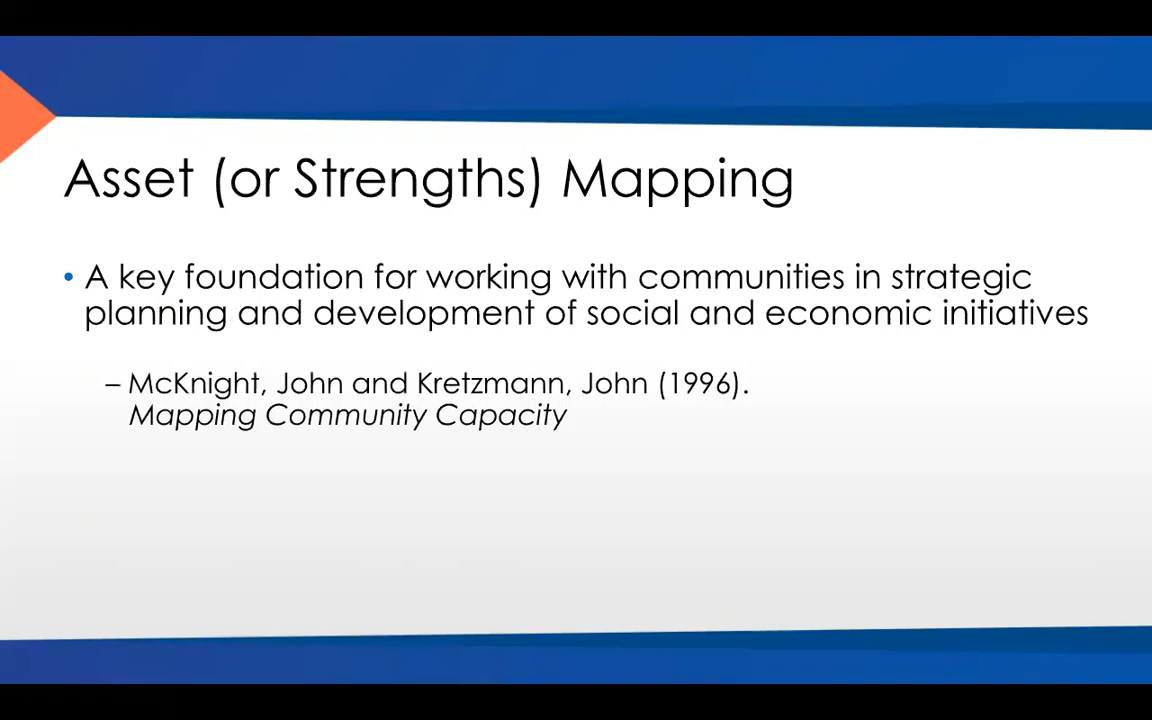 Asset (or Strengths) Mapping
• A key foundation for working with communities in strategic
planning and development of social and economic initiatives
– McKnight, John and Kretzmann, John (1996).
Mapping Community Capacity